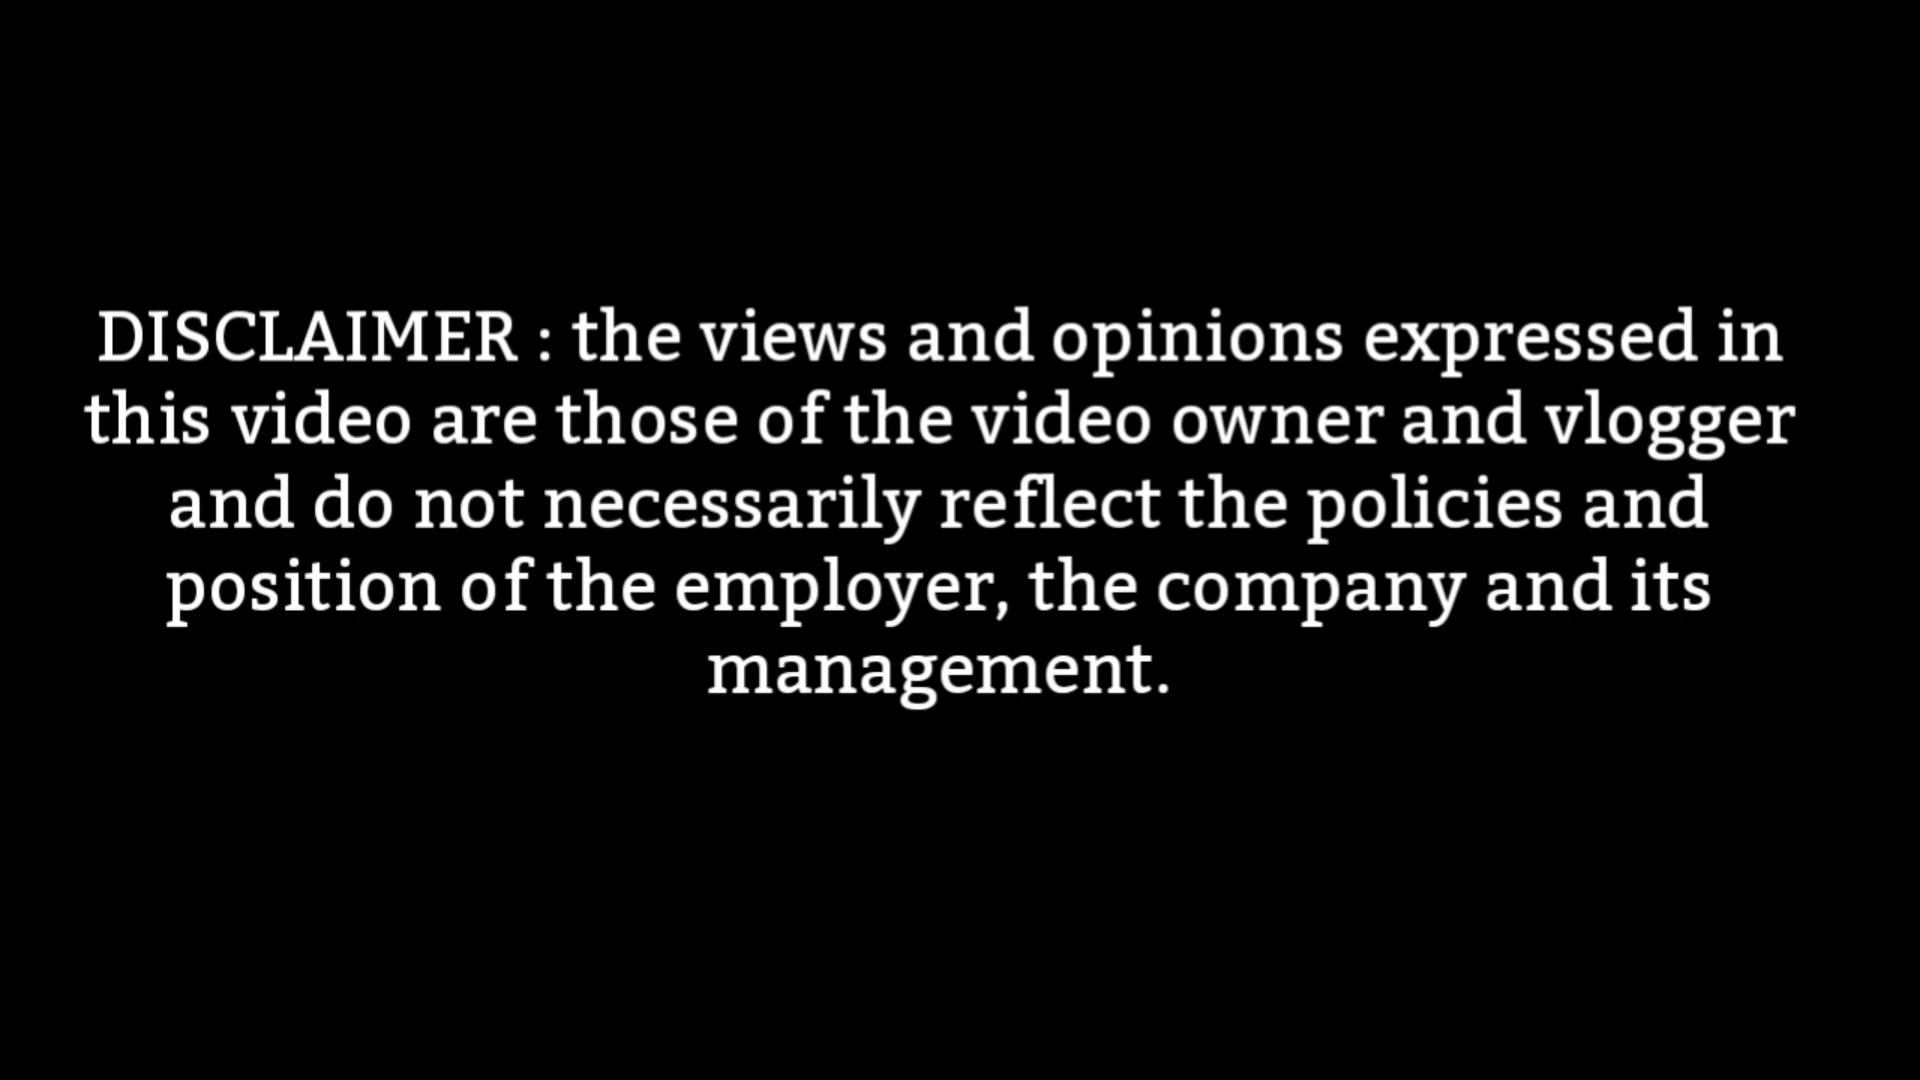 DISCLAIMER : the views and opinions expressed in
this video are those of the video owner and vlogger
and do not necessarily reflect the policies and
position of the employer, the company and its
management.